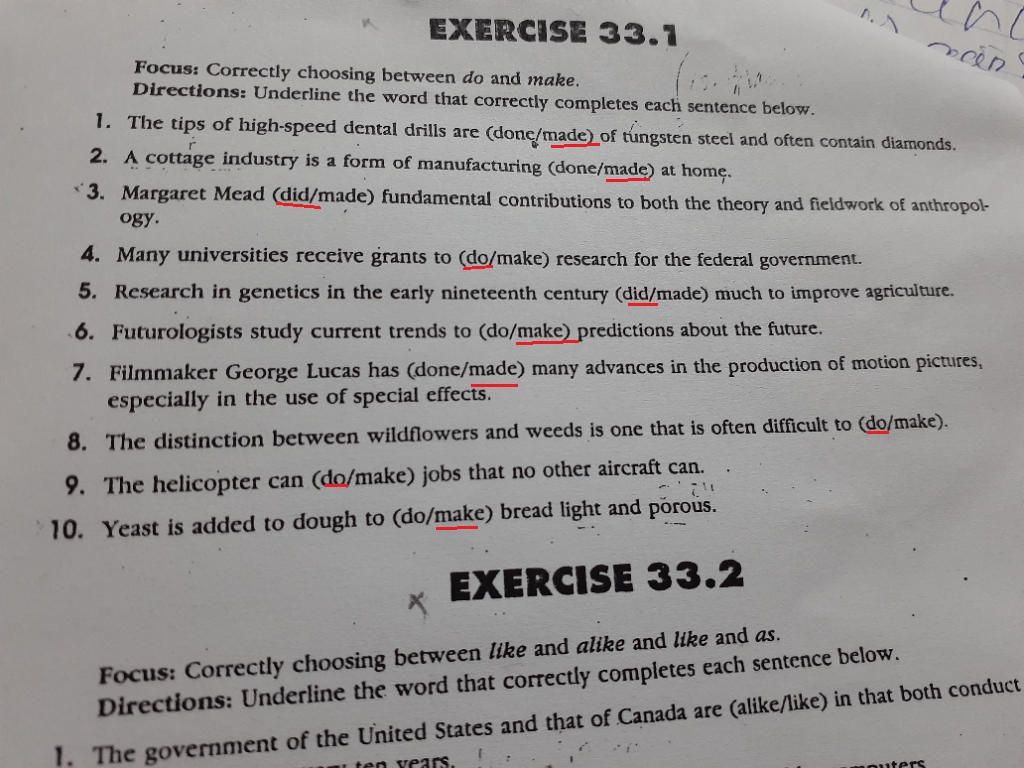 EXERCISE 33.1
Focus: Correctly choosing between do and make.
Directions: Underline the word that correctly completes each sentence below.
1. The tips of high-speed dental drills are (done/made) of tungsten steel and often contain diamonds.
2. A cottage industry is a form of manufacturing (done/made) at home.
3. Margaret Mead (did/made) fundamental contributions to both the theory and fieldwork of anthropol-
ogy.
4. Many universities receive grants to (do/make) research for the federal government.
5. Research in genetics in the early nineteenth century (did/made) much to improve agriculture.
6. Futurologists study current trends to (do/make) predictions about the future.
7. Filmmaker George Lucas has (done/made) many advances in the production of motion pictures,
especially in the use of special effects.
8. The distinction between wildflowers and weeds is one that is often difficult to (do/make).
9. The helicopter can (do/make) jobs that no other aircraft can.
10. Yeast is added to dough to (do/make) bread light and porous.
EXERCISE 33.2
Focus: Correctly choosing between like and alike and like and as.
Directions: Underline the word that correctly completes each sentence below.
1. The government of the United States and that of Canada are (alike/like) in that both conduct
ten years.